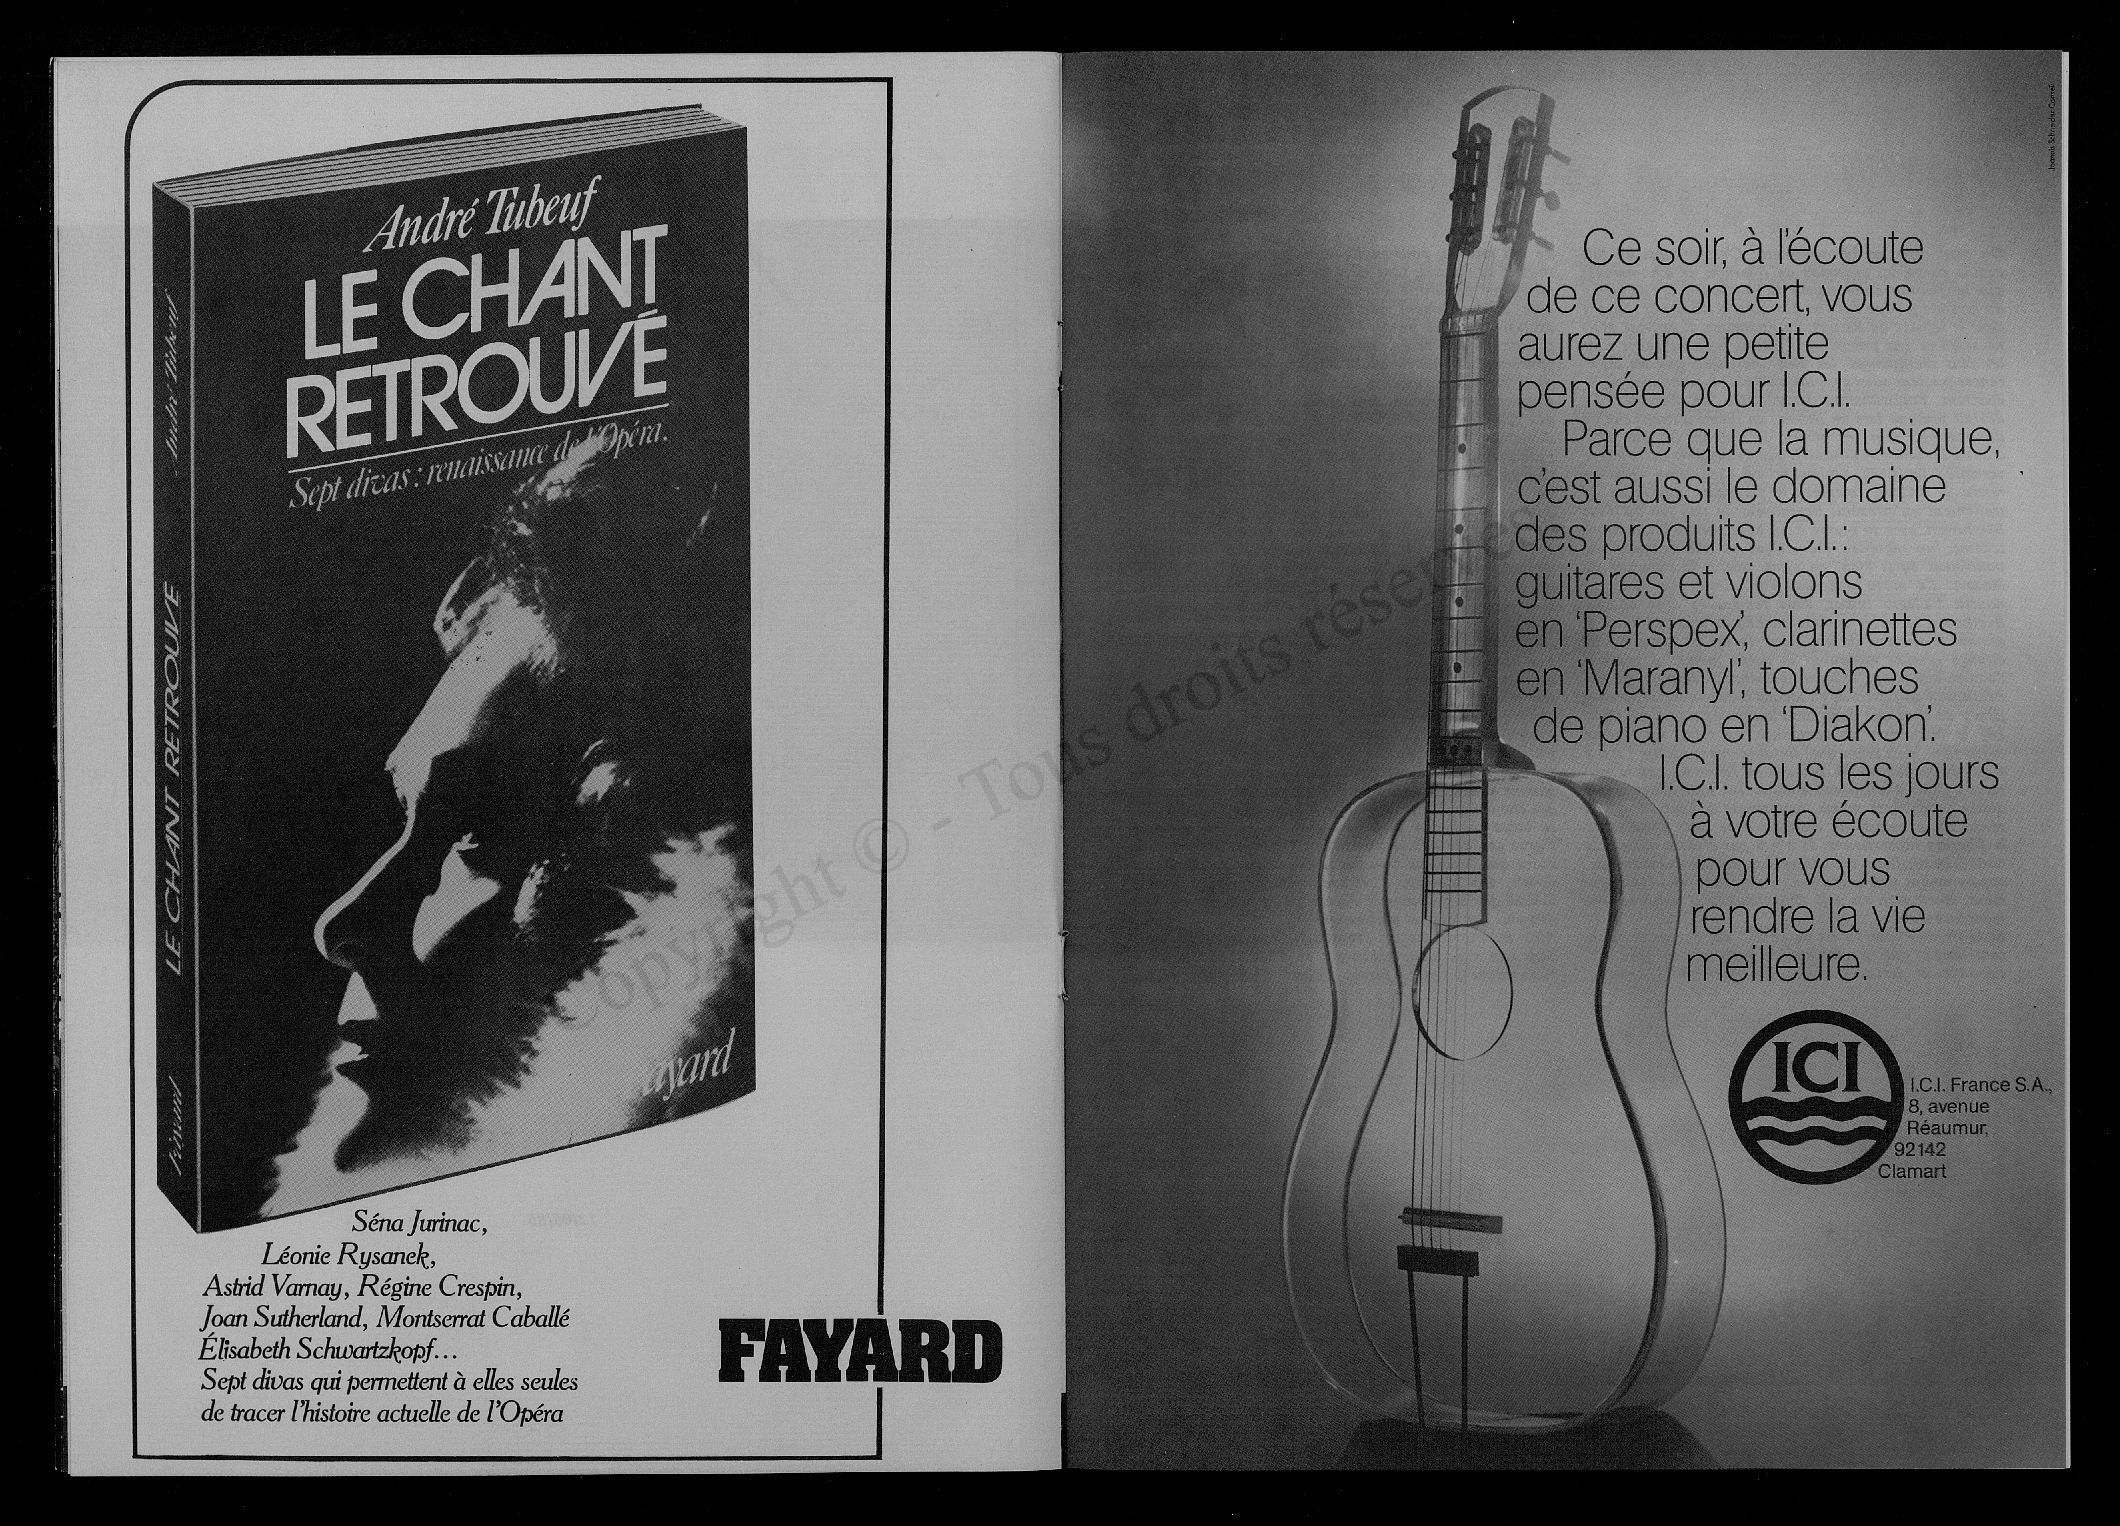 André Tubeuf
LE CHANT
RETROUVÉ
Sept divas : renaissance de l'Opéra.
André Tubeuf
LE CHANT RETROUVÉ
Fayard
ayard
Séna Jurinac,
Léonie Rysanek,
Astrid Varnay, Régine Crespin,
Joan Sutherland, Montserrat Caballé
Élisabeth Schwartzkopf...
Sept divas qui permettent à elles seules
de tracer l'histoire actuelle de l'Opéra
FAYARD
Copyright © - Tous droits réservés
Ce soir, à l'écoute
de ce concert, vous
aurez une petite
pensée pour I.C.I.
Parce que la musique,
c'est aussi le domaine
des produits I.C.I.:
guitares et violons
en 'Perspex', clarinettes
en 'Maranyl', touches
de piano en 'Diakon'.
I.C.I. tous les jours
à votre écoute
pour vous
rendre la vie
meilleure.
ICI
I.C.I. France S.A.,
8, avenue
Réaumur,
92142
Clamart